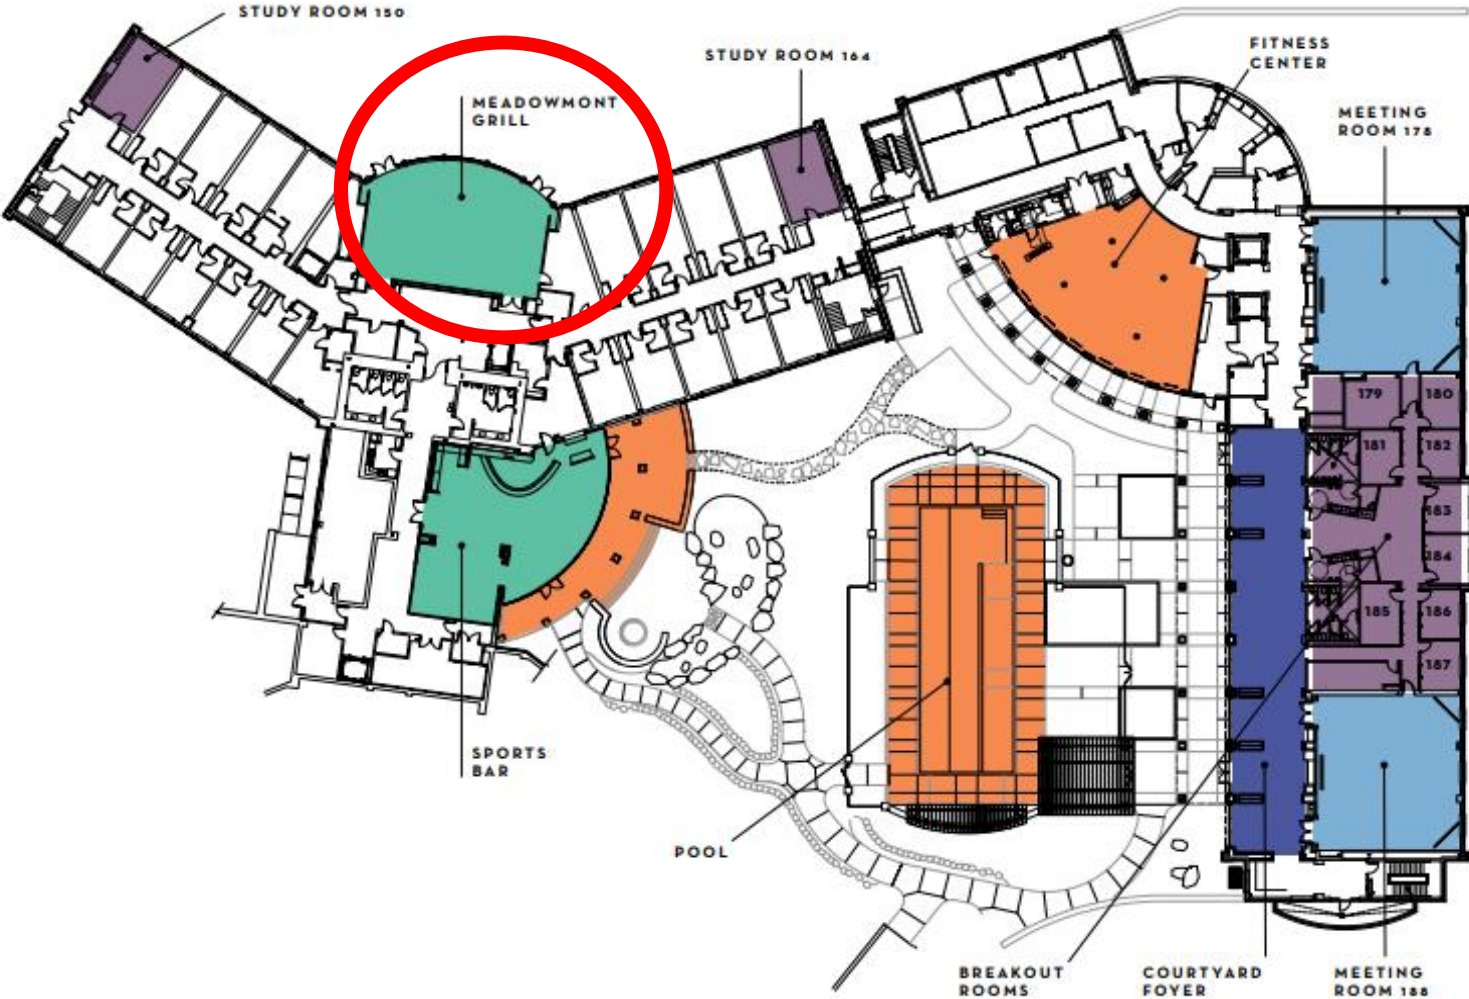 STUDY ROOM 150
MEADOWMONT
GRILL
STUDY ROOM 164
FITNESS
CENTER
MEETING
ROOM 178
179
180
181
182
183
184
185
186
187
SPORTS
BAR
POOL
BREAKOUT
ROOMS
COURTYARD
FOYER
MEETING
ROOM 188